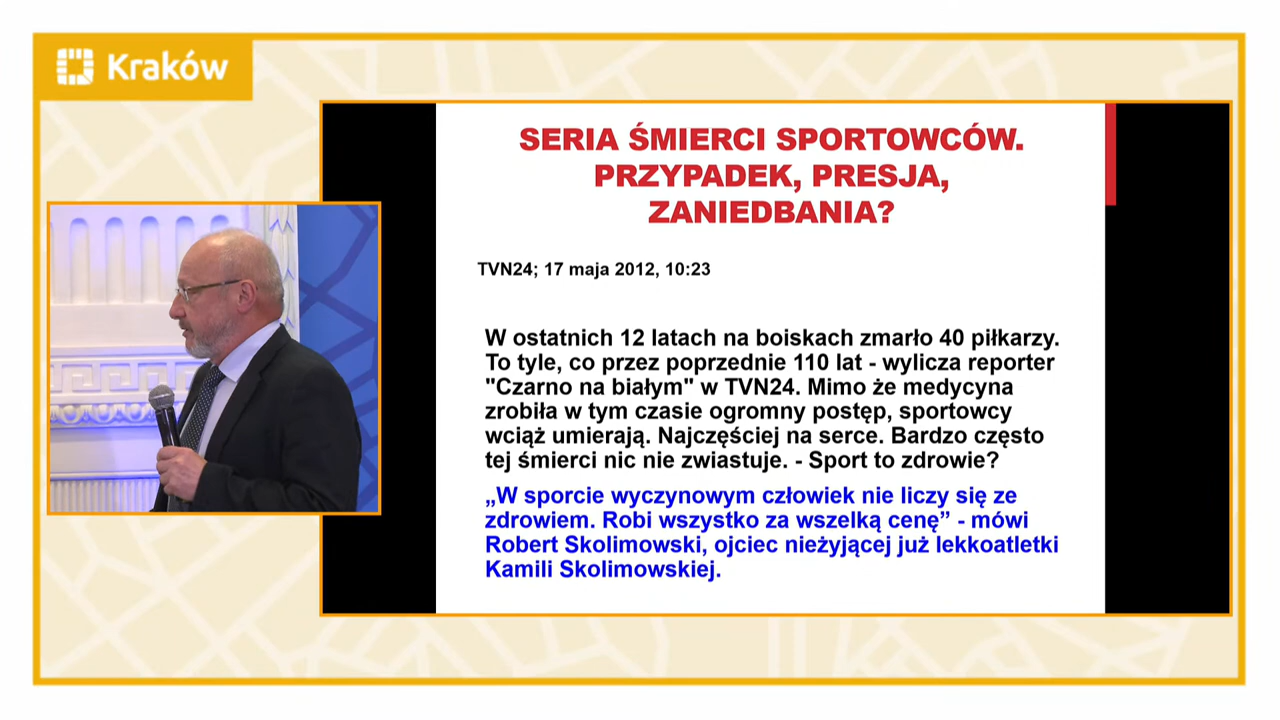 Kraków
SERIA ŚMIERCI SPORTOWCÓW.
PRZYPADEK, PRESJA,
ZANIEDBANIA?
TVN24; 17 maja 2012, 10:23
W ostatnich 12 latach na boiskach zmarło 40 piłkarzy.
To tyle, co przez poprzednie 110 lat - wylicza reporter
"Czarno na białym" w TVN24. Mimo że medycyna
zrobiła w tym czasie ogromny postęp, sportowcy
wciąż umierają. Najczęściej na serce. Bardzo często
tej śmierci nic nie zwiastuje. - Sport to zdrowie?
„W sporcie wyczynowym człowiek nie liczy się ze
zdrowiem. Robi wszystko za wszelką cenę” - mówi
Robert Skolimowski, ojciec nieżyjącej już lekkoatletki
Kamili Skolimowskiej.